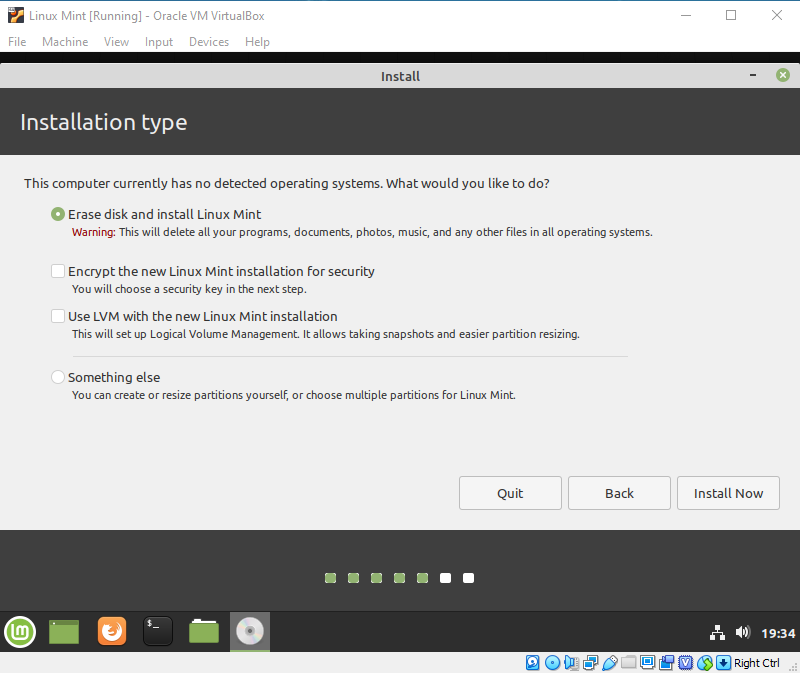 Linux Mint [Running] - Oracle VM VirtualBox
File Machine View Input Devices Help
Install
Installation type
This computer currently has no detected operating systems. What would you like to do?
Erase disk and install Linux Mint
Warning: This will delete all your programs, documents, photos, music, and any other files in all operating systems.
Encrypt the new Linux Mint installation for security
You will choose a security key in the next step.
Use LVM with the new Linux Mint installation
This will set up Logical Volume Management. It allows taking snapshots and easier partition resizing.
Something else
You can create or resize partitions yourself, or choose multiple partitions for Linux Mint.
Quit Back Install Now
$_ 19:34
Right Ctrl